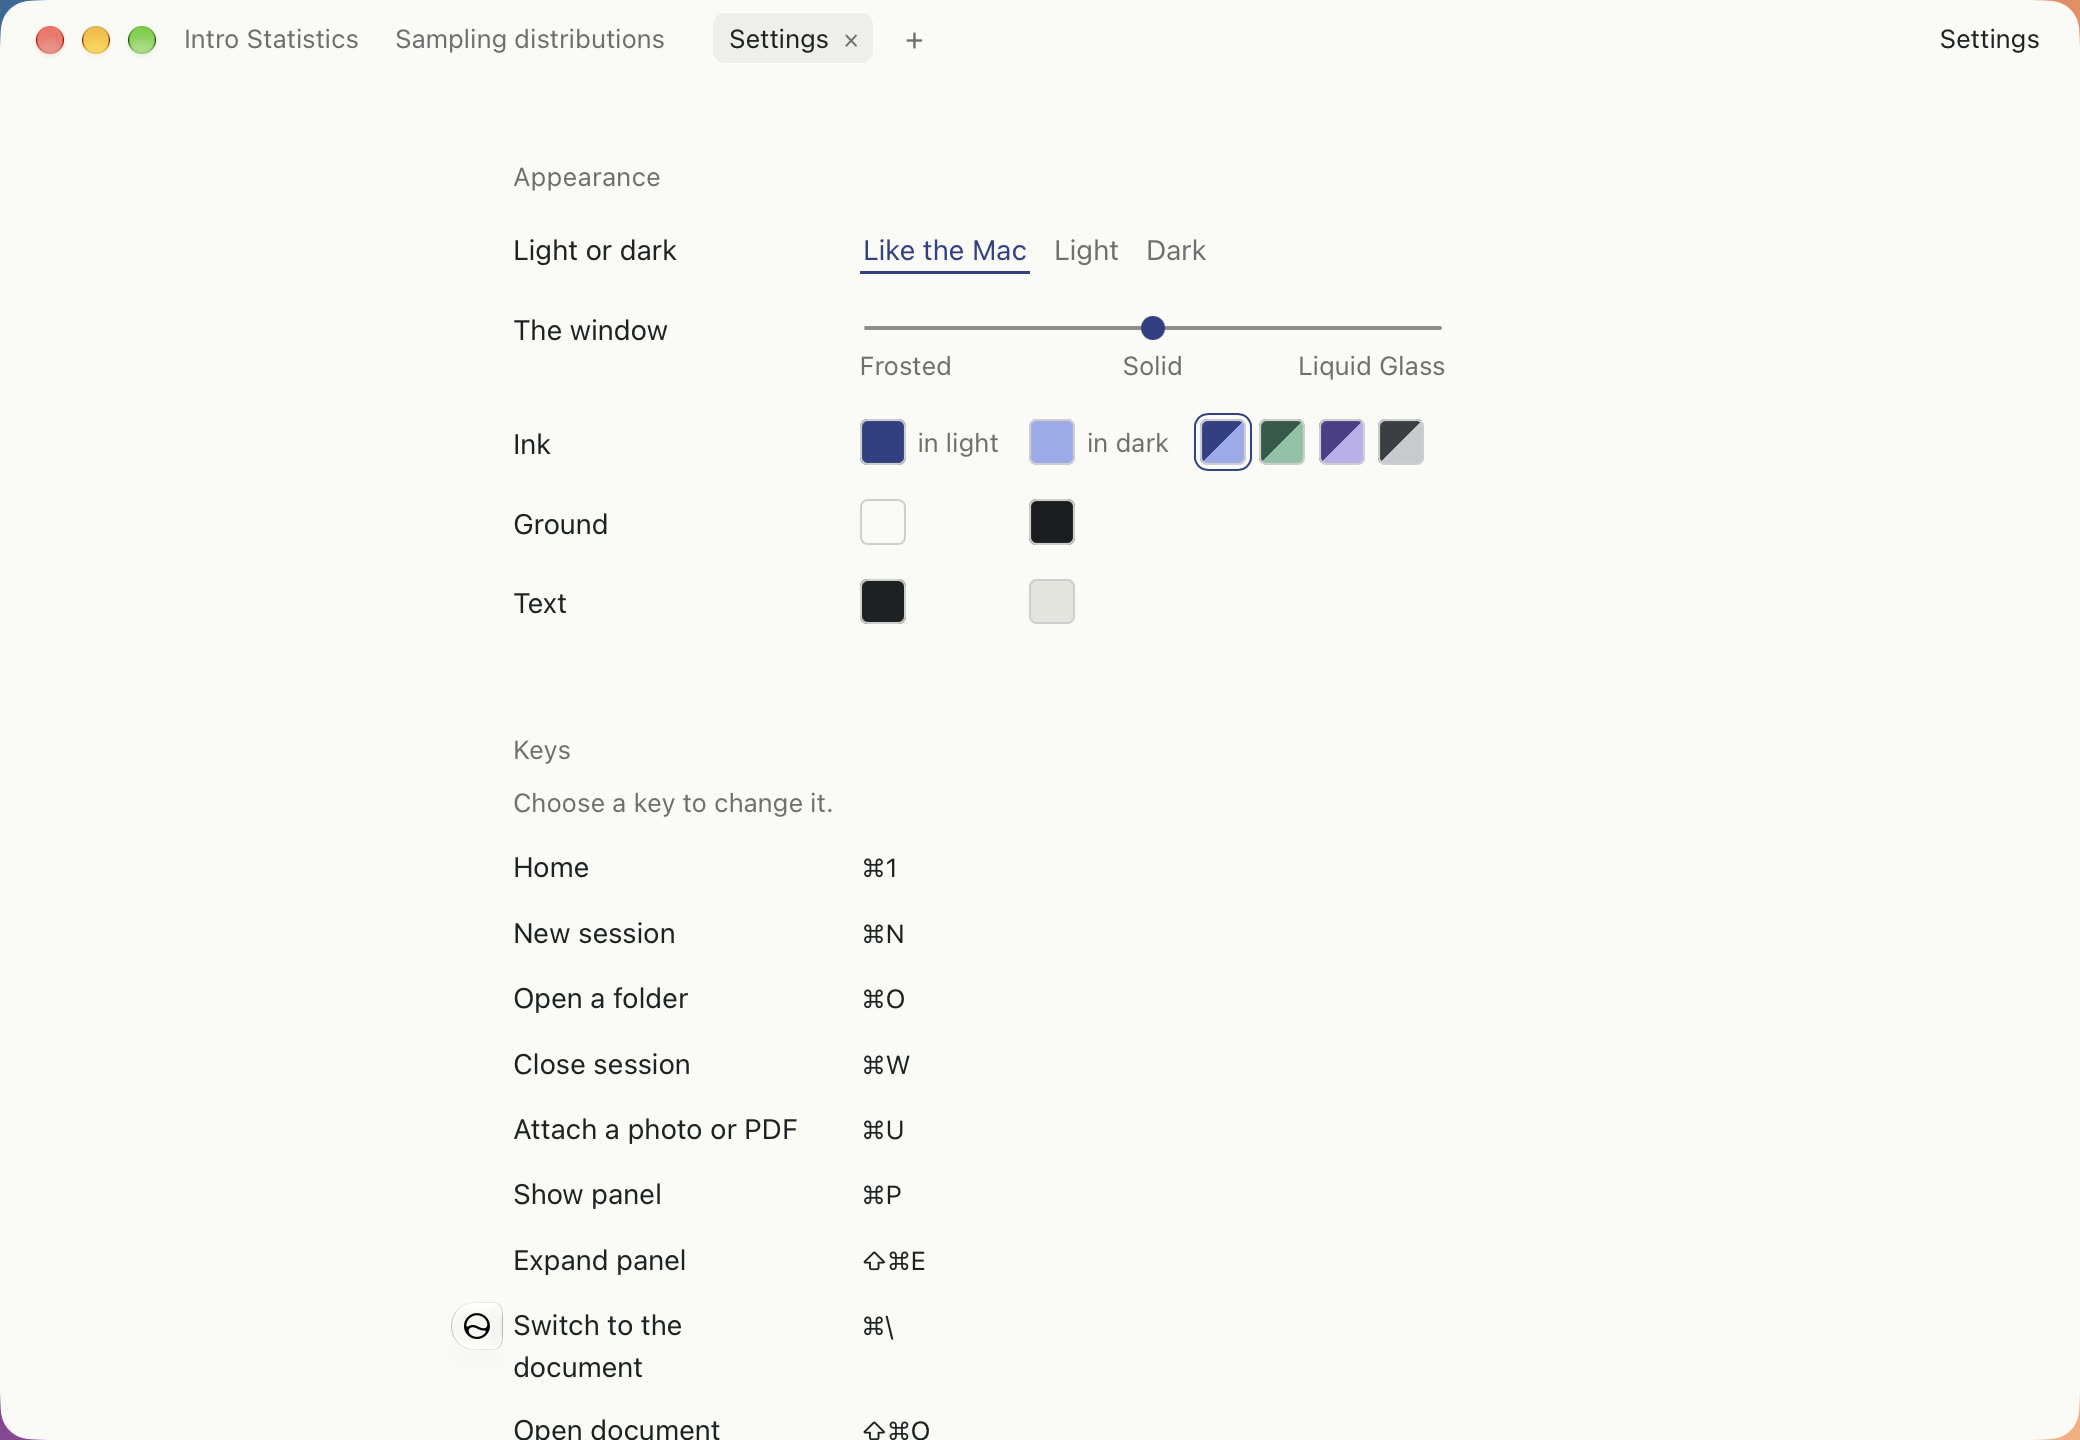 Intro Statistics Sampling distributions Settings × + Settings
Appearance
Light or dark Like the Mac Light Dark
The window
Frosted Solid Liquid Glass
Ink in light in dark
Ground
Text
Keys
Choose a key to change it.
Home ⌘1
New session ⌘N
Open a folder ⌘O
Close session ⌘W
Attach a photo or PDF ⌘U
Show panel ⌘P
Expand panel ⇧⌘E
Switch to the ⌘\
document
Open document ⇧⌘O